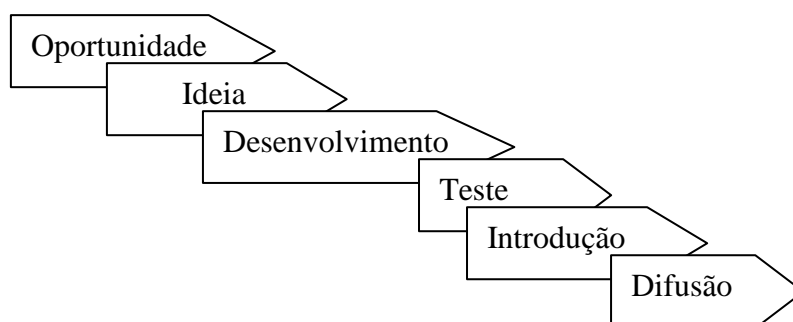 Oportunidade
Ideia
Desenvolvimento
Teste
Introdução
Difusão